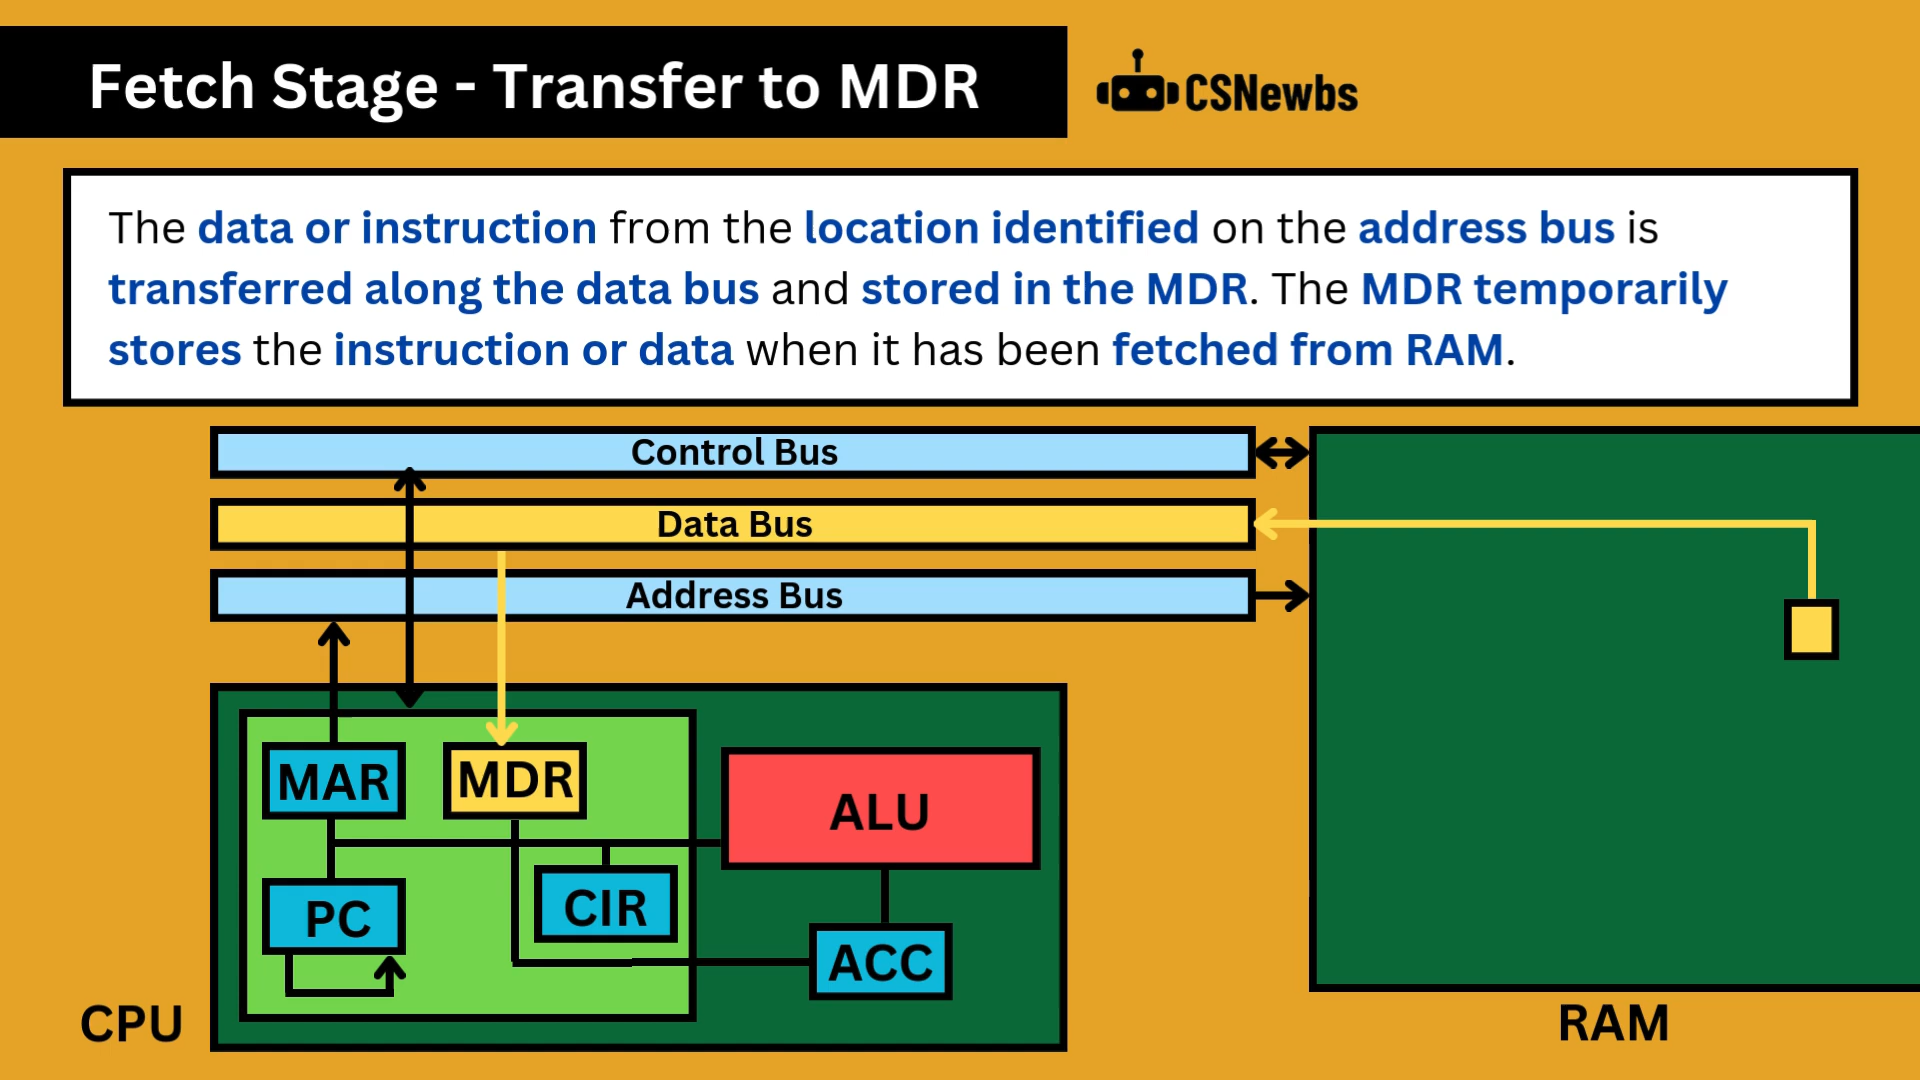 Fetch Stage - Transfer to MDR
CSNewbs
The data or instruction from the location identified on the address bus is
transferred along the data bus and stored in the MDR. The MDR temporarily
stores the instruction or data when it has been fetched from RAM.
Control Bus
Data Bus
Address Bus
MAR
MDR
ALU
PC
CIR
ACC
CPU
RAM